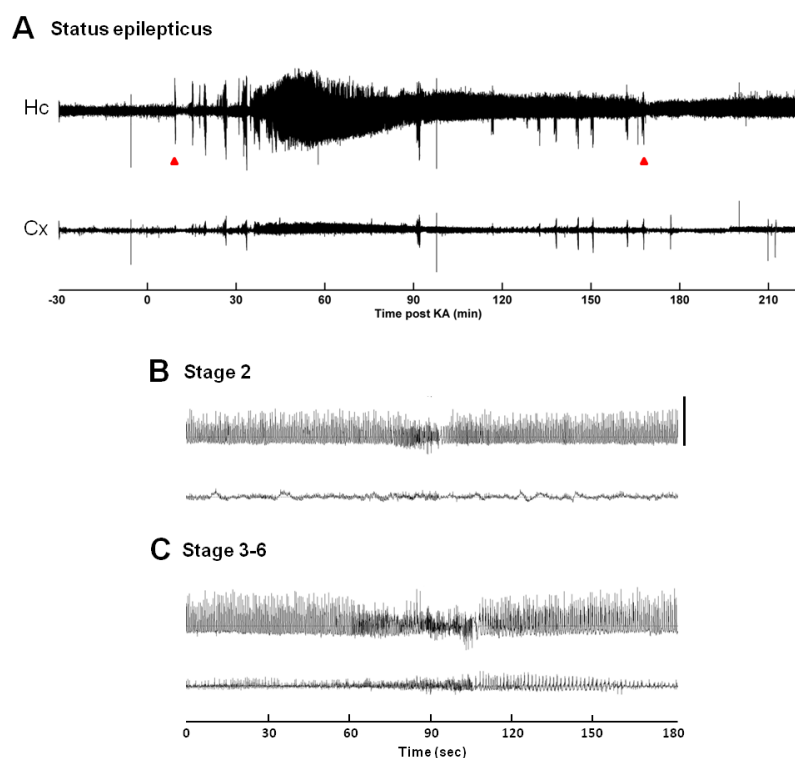 A Status epilepticus
Hc
Cx
-30 0 30 60 90 120 150 180 210
Time post KA (min)
B Stage 2
C Stage 3-6
0 30 60 90 120 150 180
Time (sec)